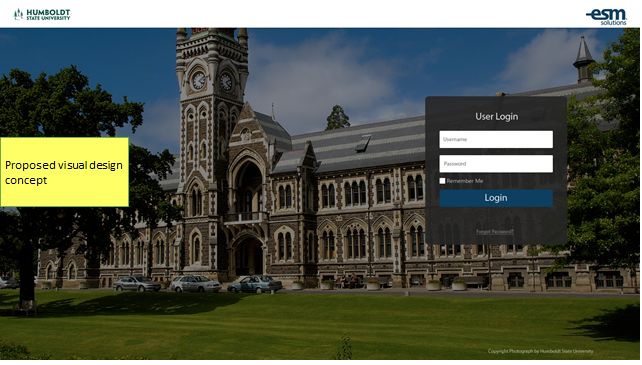 HUMBOLDT
STATE UNIVERSITY
esm
solutions
User Login
Username
Proposed visual design
concept
Password
Remember Me
Login
Forgot Password?
Copyright Photograph by Humboldt State University